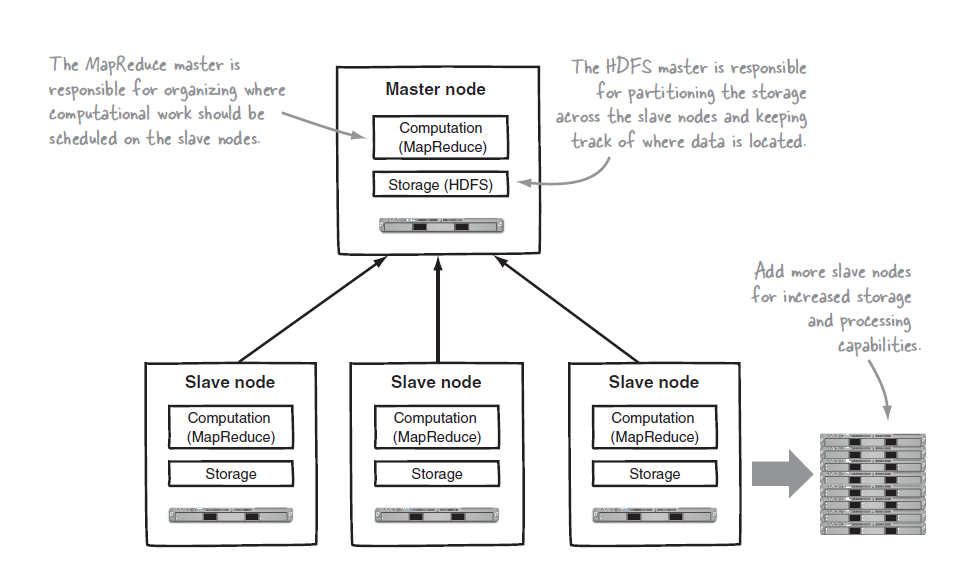 The MapReduce master is
responsible for organizing where
computational work should be
scheduled on the slave nodes.
The HDFS master is responsible
for partitioning the storage
across the slave nodes and keeping
track of where data is located.
Master node
Computation
(MapReduce)
Storage (HDFS)
Add more slave nodes
for increased storage
and processing
capabilities.
Slave node
Computation
(MapReduce)
Storage
Slave node
Computation
(MapReduce)
Storage
Slave node
Computation
(MapReduce)
Storage